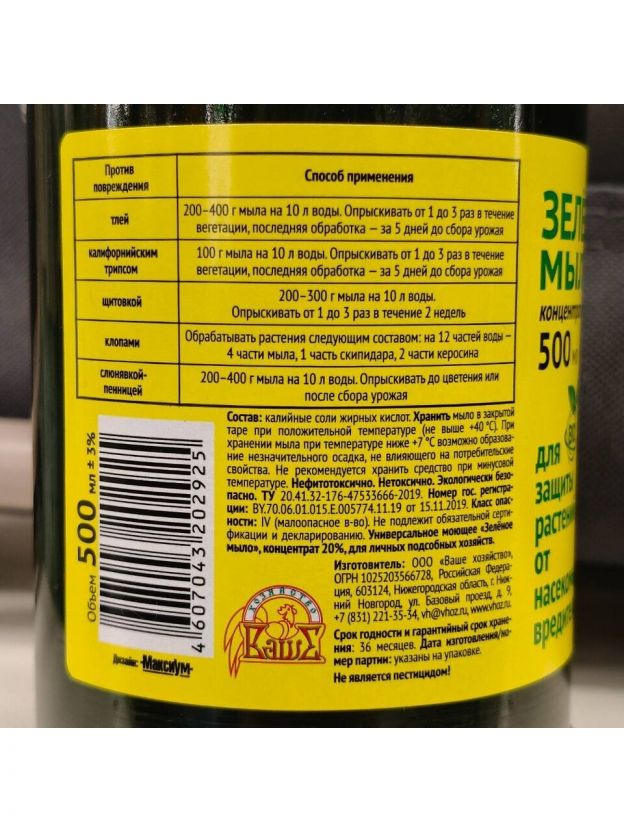 Против
повреждения
Способ применения
тлей
200–400 г мыла на 10 л воды. Опрыскивать от 1 до 3 раз в течение
вегетации, последняя обработка — за 5 дней до сбора урожая
калифорнийским
трипсом
100 г мыла на 10 л воды. Опрыскивать от 1 до 3 раз в течение
вегетации, последняя обработка — за 5 дней до сбора урожая
щитовкой
200–300 г мыла на 10 л воды.
Опрыскивать от 1 до 3 раз в течение 2 недель
клопами
Обрабатывать растения следующим составом: на 12 частей воды –
4 части мыла, 1 часть скипидара, 2 части керосина
слюнявкой-
пенницей
200–400 г мыла на 10 л воды. Опрыскивать до цветения или
после сбора урожая
Состав: калийные соли жирных кислот. Хранить мыло в закрытой
таре при положительной температуре (не выше +40 °С). При
хранении мыла при температуре ниже +7 °С возможно образова-
ние незначительного осадка, не влияющего на потребительские
свойства. Не рекомендуется хранить средство при минусовой
температуре. Нефитотоксично. Нетоксично. Экологически безо-
пасно. ТУ 20.41.32-176-47533666-2019. Номер гос. регистра-
ции: BY.70.06.01.015.E.005774.11.19 от 15.11.2019. Класс опас-
ности: IV (малоопасное в-во). Не подлежит обязательной серти-
фикации и декларированию. Универсальное моющее «Зелёное
мыло», концентрат 20%, для личных подсобных хозяйств.
Изготовитель: ООО «Ваше хозяйство»,
ОГРН 1025203566728, Российская Федера-
ция, 603124, Нижегородская область, г. Ниж-
ний Новгород, ул. Базовый проезд, д. 9,
+7 (831) 221-35-34, vh@vhoz.ru, www.vhoz.ru.
Срок годности и гарантийный срок хране-
ния: 36 месяцев. Дата изготовления/но-
мер партии: указаны на упаковке.
Не является пестицидом!
Объем 500 мл ± 3%
4 607043 202925
Дизайн: МаксиУм
ХОЗЯЙСТВО
ВАШЕ
ЗЕЛЁ
МЫЛ
концентра
500 мл
для
защиты
растени
от
насеком
вредите